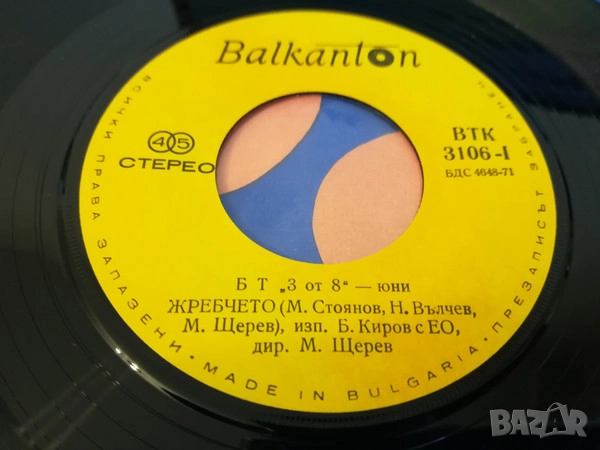 Balkanton
45
СТЕРЕО
ВТК
3106-I
БДС 4648-71
Б Т „3 от 8“ — юни
ЖРЕБЧЕТО (М. Стоянов, Н. Вълчев,
М. Щерев), изп. Б. Киров с ЕО,
дир. М. Щерев
ВСИЧКИ ПРАВА ЗАПАЗЕНИ • MADE IN BULGARIA • ПРЕЗАПИСЪТ ЗАБРАНЕН
BAZAR